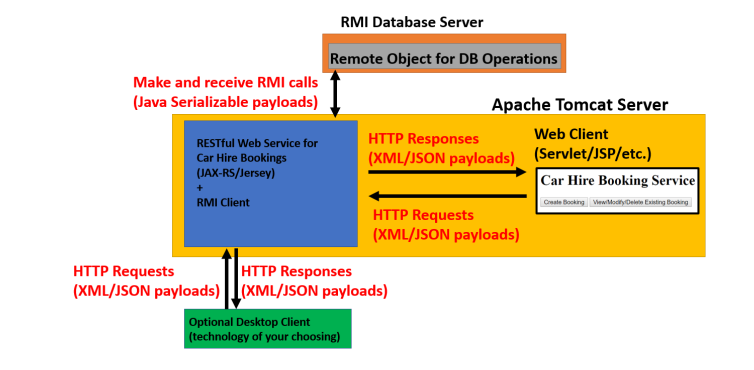 RMI Database Server
Remote Object for DB Operations
Make and receive RMI calls
(Java Serializable payloads)
Apache Tomcat Server
RESTful Web Service for
Car Hire Bookings
(JAX-RS/Jersey)
+
RMI Client
HTTP Responses
(XML/JSON payloads)
HTTP Requests
(XML/JSON payloads)
Web Client
(Servlet/JSP/etc.)
Car Hire Booking Service
Create Booking
View/Modify/Delete Existing Booking
HTTP Requests
(XML/JSON payloads)
HTTP Responses
(XML/JSON payloads)
Optional Desktop Client
(technology of your choosing)